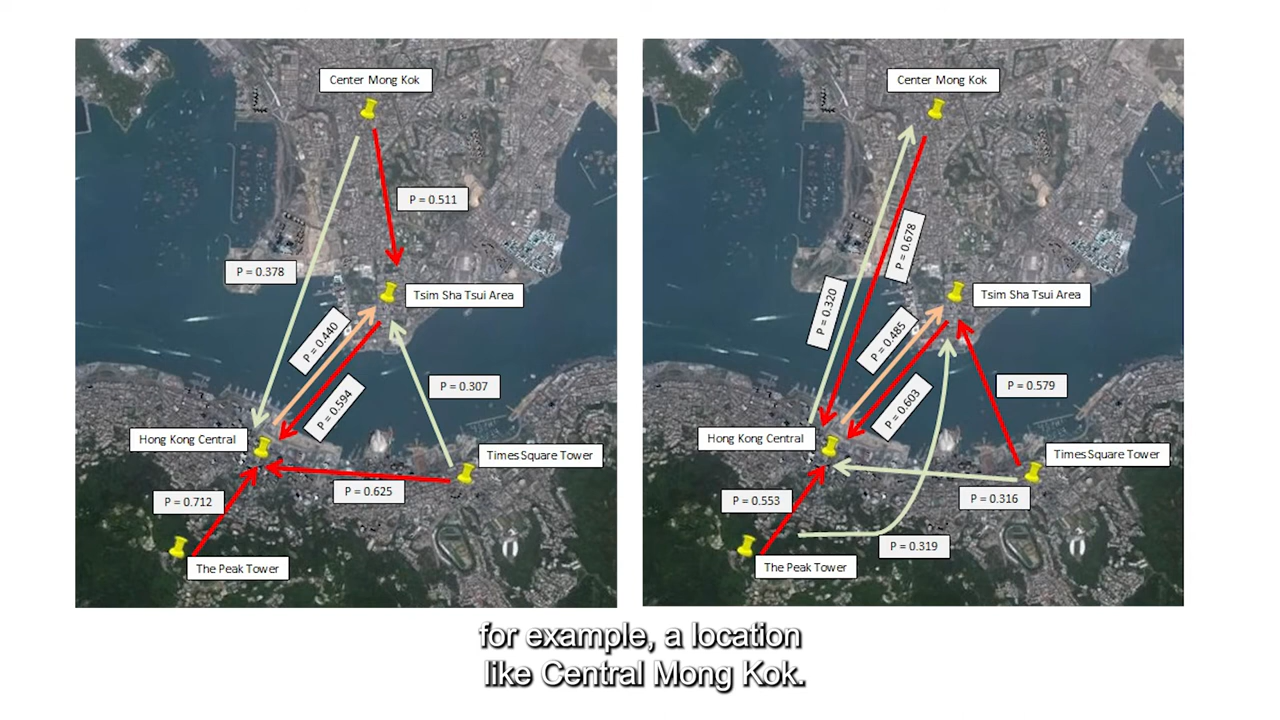 Center Mong Kok
P = 0.511
P = 0.378
Tsim Sha Tsui Area
P = 0.440
P = 0.594
P = 0.307
Hong Kong Central
Times Square Tower
P = 0.625
P = 0.712
The Peak Tower
Center Mong Kok
P = 0.678
P = 0.320
Tsim Sha Tsui Area
P = 0.485
P = 0.603
P = 0.579
Hong Kong Central
Times Square Tower
P = 0.316
P = 0.553
P = 0.319
The Peak Tower
for example, a location
like Central Mong Kok.